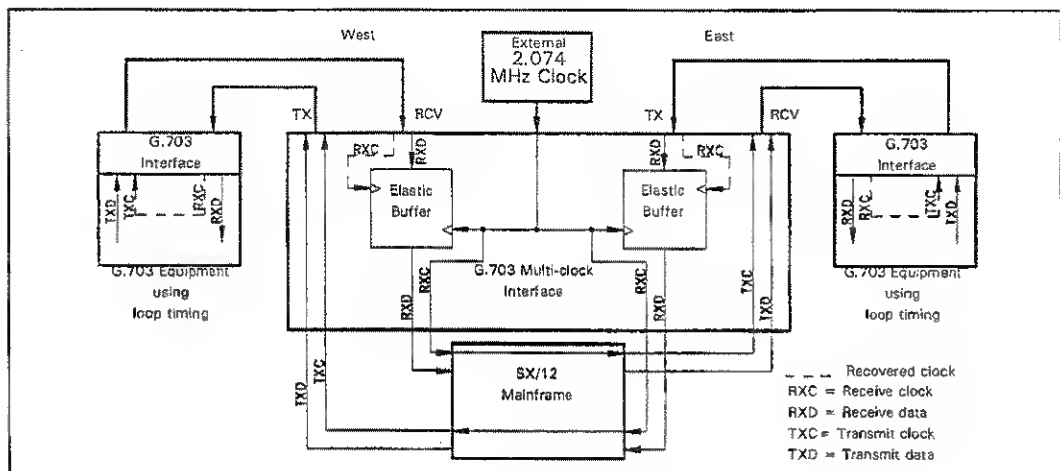 West
External
2.074
MHz Clock
East
TX
RCV
TX
RCV
G.703
Interface
TXD
TXC
RXC
RXD
G.703 Equipment
using
loop timing
RXC
RXD
Elastic
Buffer
RXD
RXC
Elastic
Buffer
G.703 Multi-clock
Interface
RXD
RXC
RXC
RXD
TXC
TXD
TXD
TXC
SX/12
Mainframe
G.703
Interface
RXD
RXC
TXC
TXD
G.703 Equipment
using
loop timing
Recovered clock
RXC = Receive clock
RXD = Receive data
TXC = Transmit clock
TXD = Transmit data